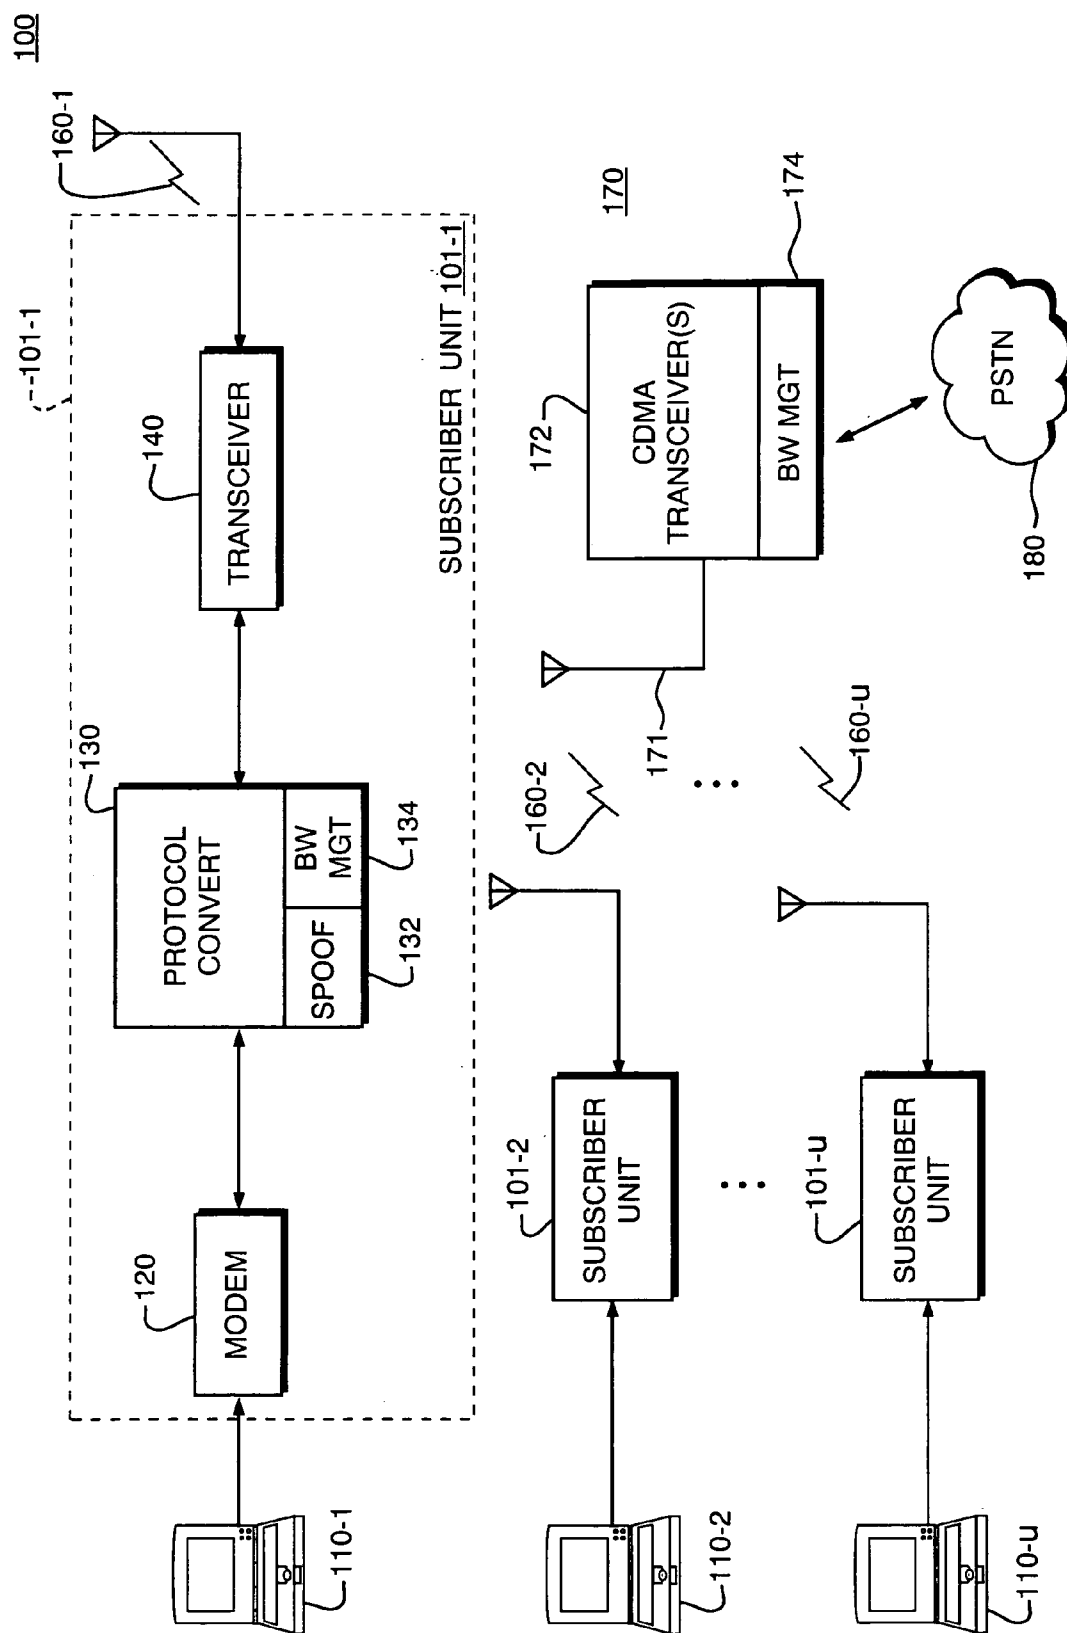 100
101-1
160-1
SUBSCRIBER UNIT 101-1
110-1
120
MODEM
130
PROTOCOL
CONVERT
SPOOF
BW
MGT
132
134
140
TRANSCEIVER
110-2
101-2
SUBSCRIBER
UNIT
160-2
110-u
101-u
SUBSCRIBER
UNIT
160-u
170
171
172
CDMA
TRANSCEIVER(S)
BW MGT
174
PSTN
180